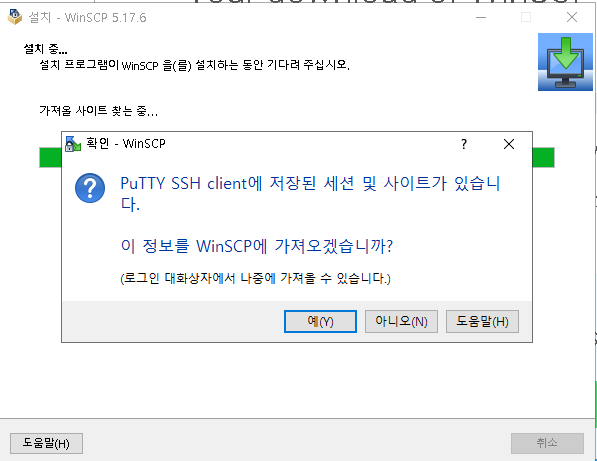 설치 - WinSCP 5.17.6
설치 중...
설치 프로그램이 WinSCP 을(를) 설치하는 동안 기다려 주십시오.
가져올 사이트 찾는 중...
확인 - WinSCP
?
PuTTY SSH client에 저장된 세션 및 사이트가 있습니
다.
이 정보를 WinSCP에 가져오겠습니까?
(로그인 대화상자에서 나중에 가져올 수 있습니다.)
예(Y) 아니오(N) 도움말(H)
도움말(H) 취소